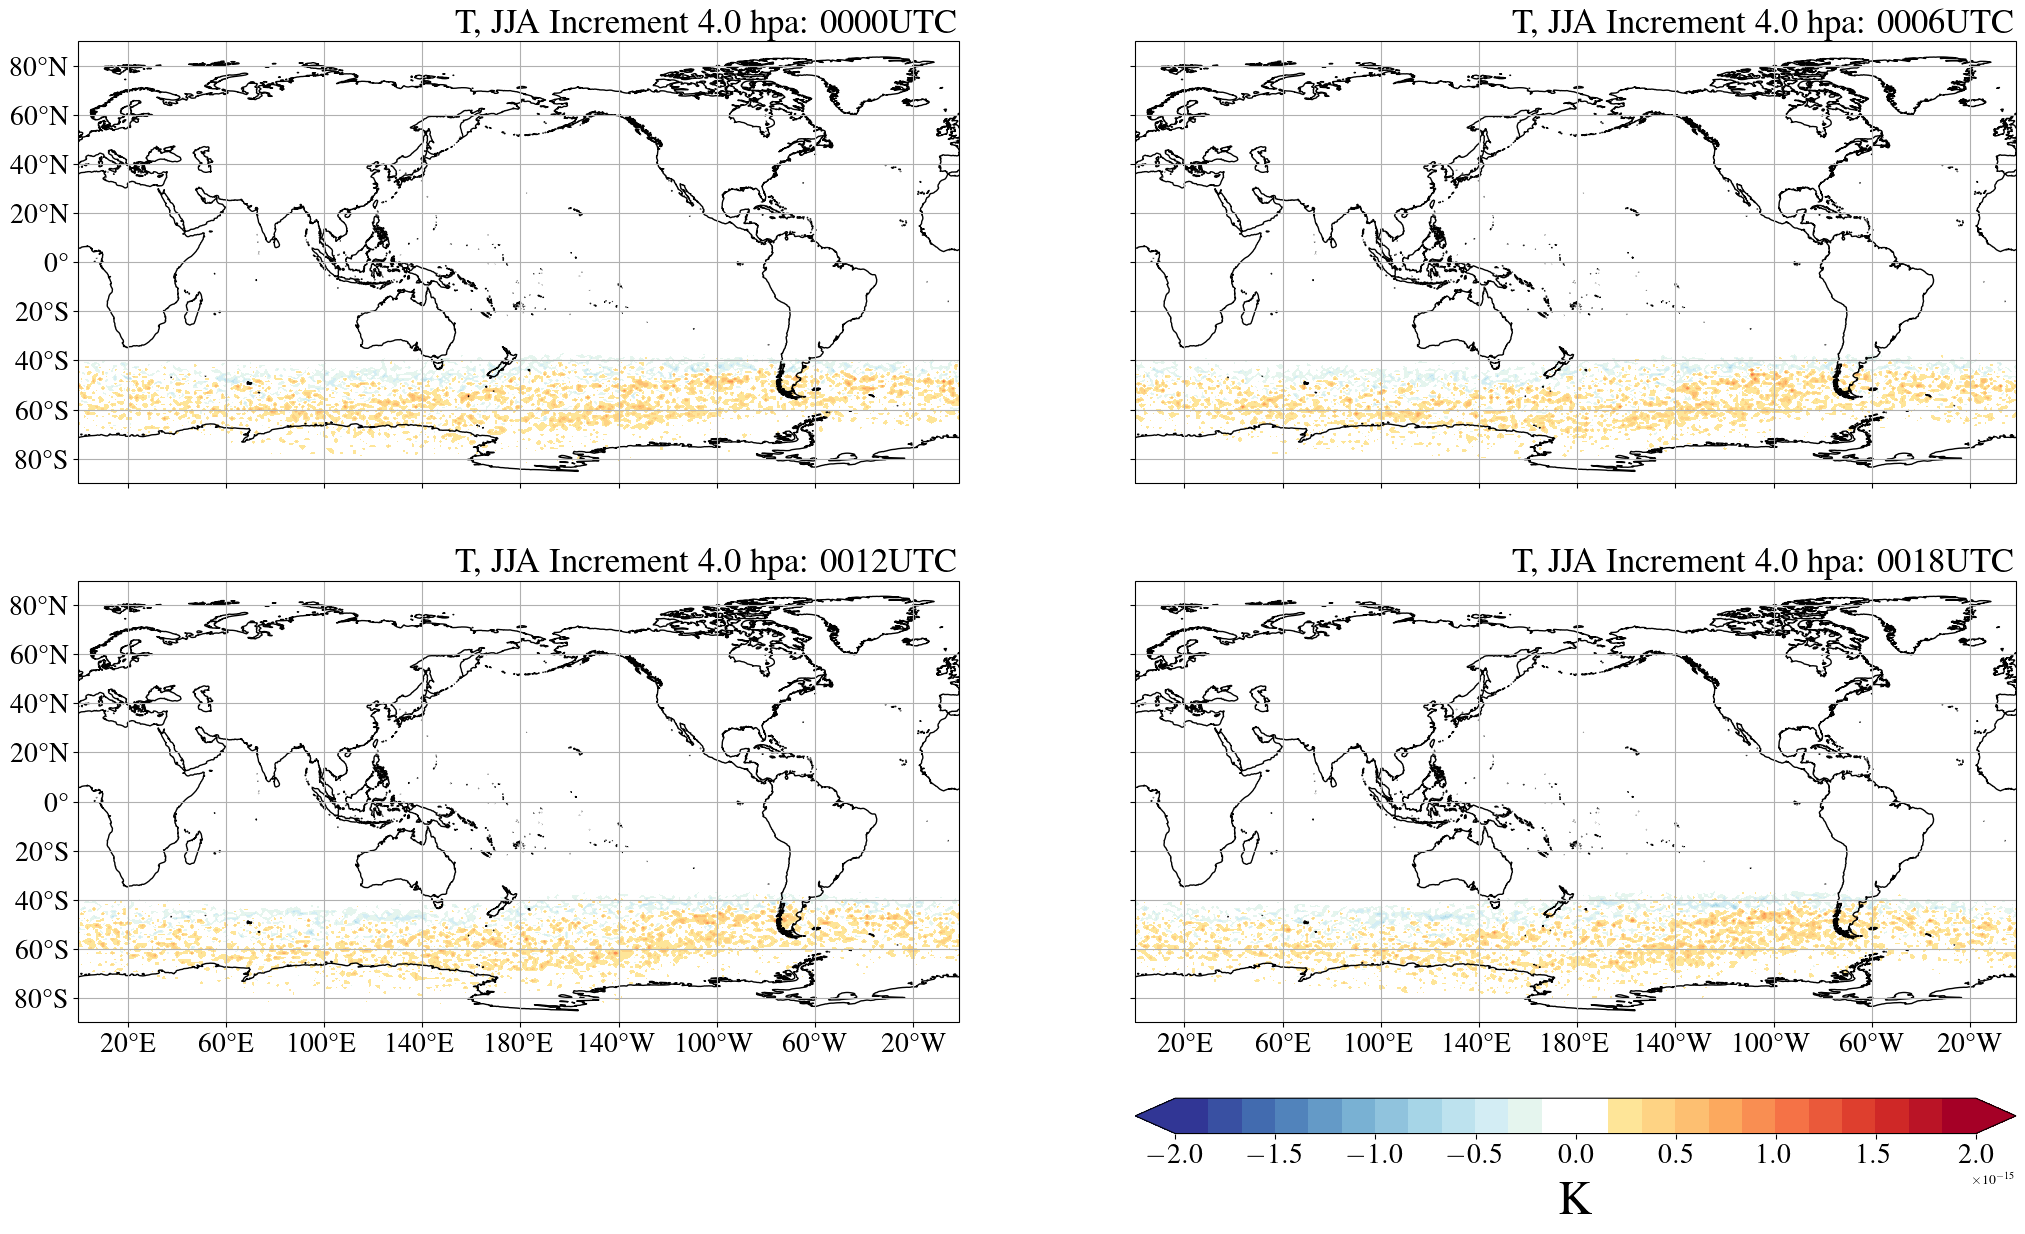 T, JJA Increment 4.0 hpa: 0000UTC
T, JJA Increment 4.0 hpa: 0006UTC
80°N
60°N
40°N
20°N
0°
20°S
40°S
60°S
80°S
T, JJA Increment 4.0 hpa: 0012UTC
T, JJA Increment 4.0 hpa: 0018UTC
80°N
60°N
40°N
20°N
0°
20°S
40°S
60°S
80°S
20°E 60°E 100°E 140°E 180°E 140°W 100°W 60°W 20°W
20°E 60°E 100°E 140°E 180°E 140°W 100°W 60°W 20°W
−2.0 −1.5 −1.0 −0.5 0.0 0.5 1.0 1.5 2.0
×10⁻¹⁵
K